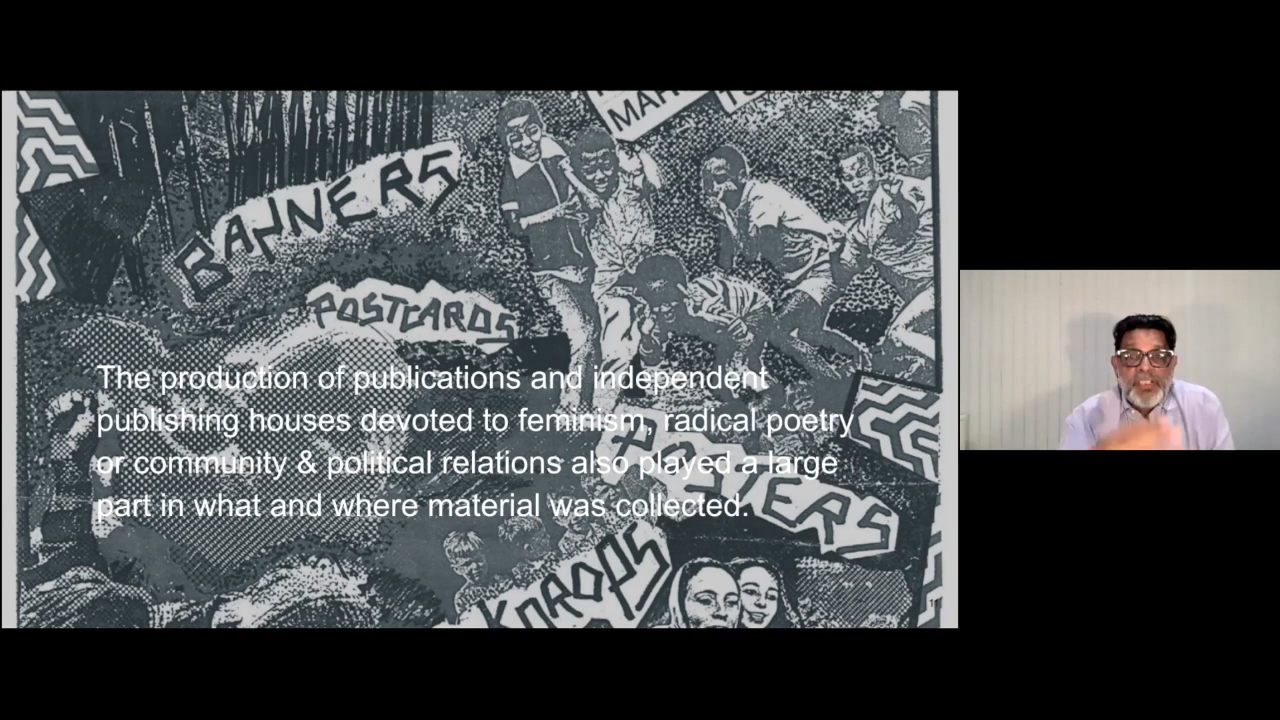 MAR
BANNERS
POSTCARDS
The production of publications and independent
publishing houses devoted to feminism, radical poetry
or community & political relations also played a large
part in what and where material was collected.
POSTERS